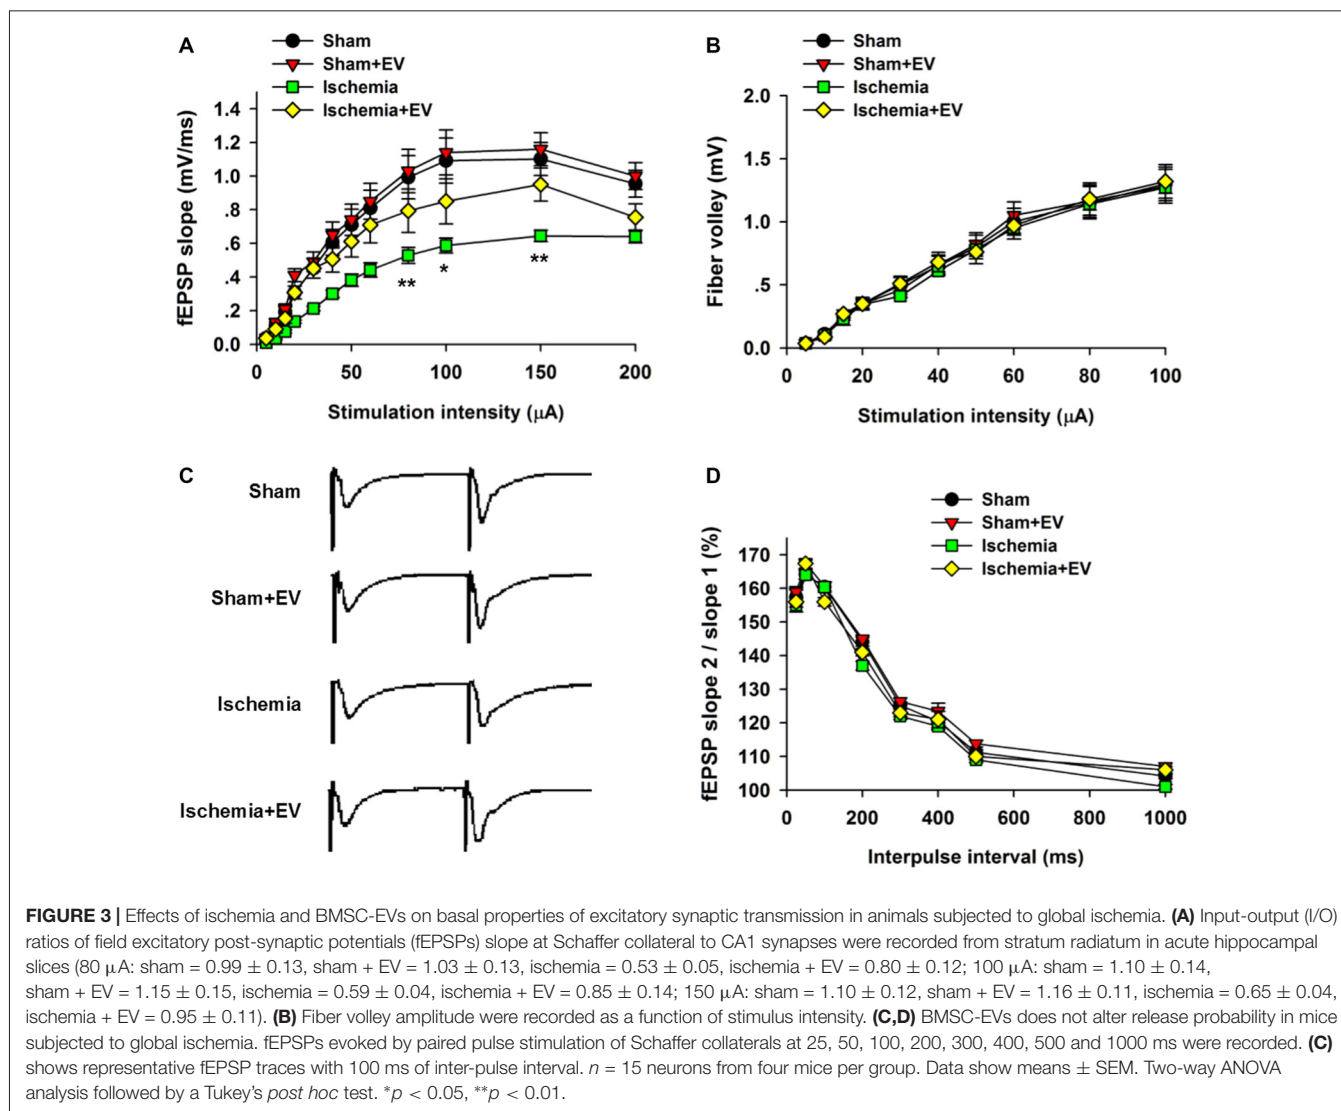 A
Sham
Sham+EV
Ischemia
Ischemia+EV
fEPSP slope (mV/ms)
1.4
1.2
1.0
.8
.6
.4
.2
0.0
**
*
**
0
50
100
150
200
Stimulation intensity (μA)
B
Sham
Sham+EV
Ischemia
Ischemia+EV
Fiber volley (mV)
2.0
1.5
1.0
.5
0.0
0
20
40
60
80
100
Stimulation intensity (μA)
C
Sham
Sham+EV
Ischemia
Ischemia+EV
D
Sham
Sham+EV
Ischemia
Ischemia+EV
fEPSP slope 2 / slope 1 (%)
170
160
150
140
130
120
110
100
0
200
400
600
800
1000
Interpulse interval (ms)
FIGURE 3 | Effects of ischemia and BMSC-EVs on basal properties of excitatory synaptic transmission in animals subjected to global ischemia. (A) Input-output (I/O)
ratios of field excitatory post-synaptic potentials (fEPSPs) slope at Schaffer collateral to CA1 synapses were recorded from stratum radiatum in acute hippocampal
slices (80 μA: sham = 0.99 ± 0.13, sham + EV = 1.03 ± 0.13, ischemia = 0.53 ± 0.05, ischemia + EV = 0.80 ± 0.12; 100 μA: sham = 1.10 ± 0.14,
sham + EV = 1.15 ± 0.15, ischemia = 0.59 ± 0.04, ischemia + EV = 0.85 ± 0.14; 150 μA: sham = 1.10 ± 0.12, sham + EV = 1.16 ± 0.11, ischemia = 0.65 ± 0.04,
ischemia + EV = 0.95 ± 0.11). (B) Fiber volley amplitude were recorded as a function of stimulus intensity. (C,D) BMSC-EVs does not alter release probability in mice
subjected to global ischemia. fEPSPs evoked by paired pulse stimulation of Schaffer collaterals at 25, 50, 100, 200, 300, 400, 500 and 1000 ms were recorded. (C)
shows representative fEPSP traces with 100 ms of inter-pulse interval. n = 15 neurons from four mice per group. Data show means ± SEM. Two-way ANOVA
analysis followed by a Tukey's post hoc test. *p < 0.05, **p < 0.01.